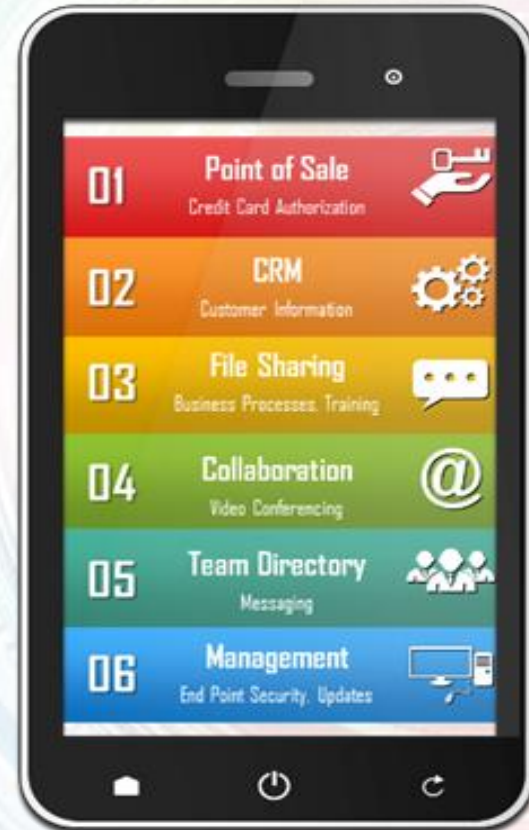 01
Point of Sale
Credit Card Authorization
02
CRM
Customer Information
03
File Sharing
Business Processes, Training
04
Collaboration
Video Conferencing
@
05
Team Directory
Messaging
06
Management
End Point Security, Updates